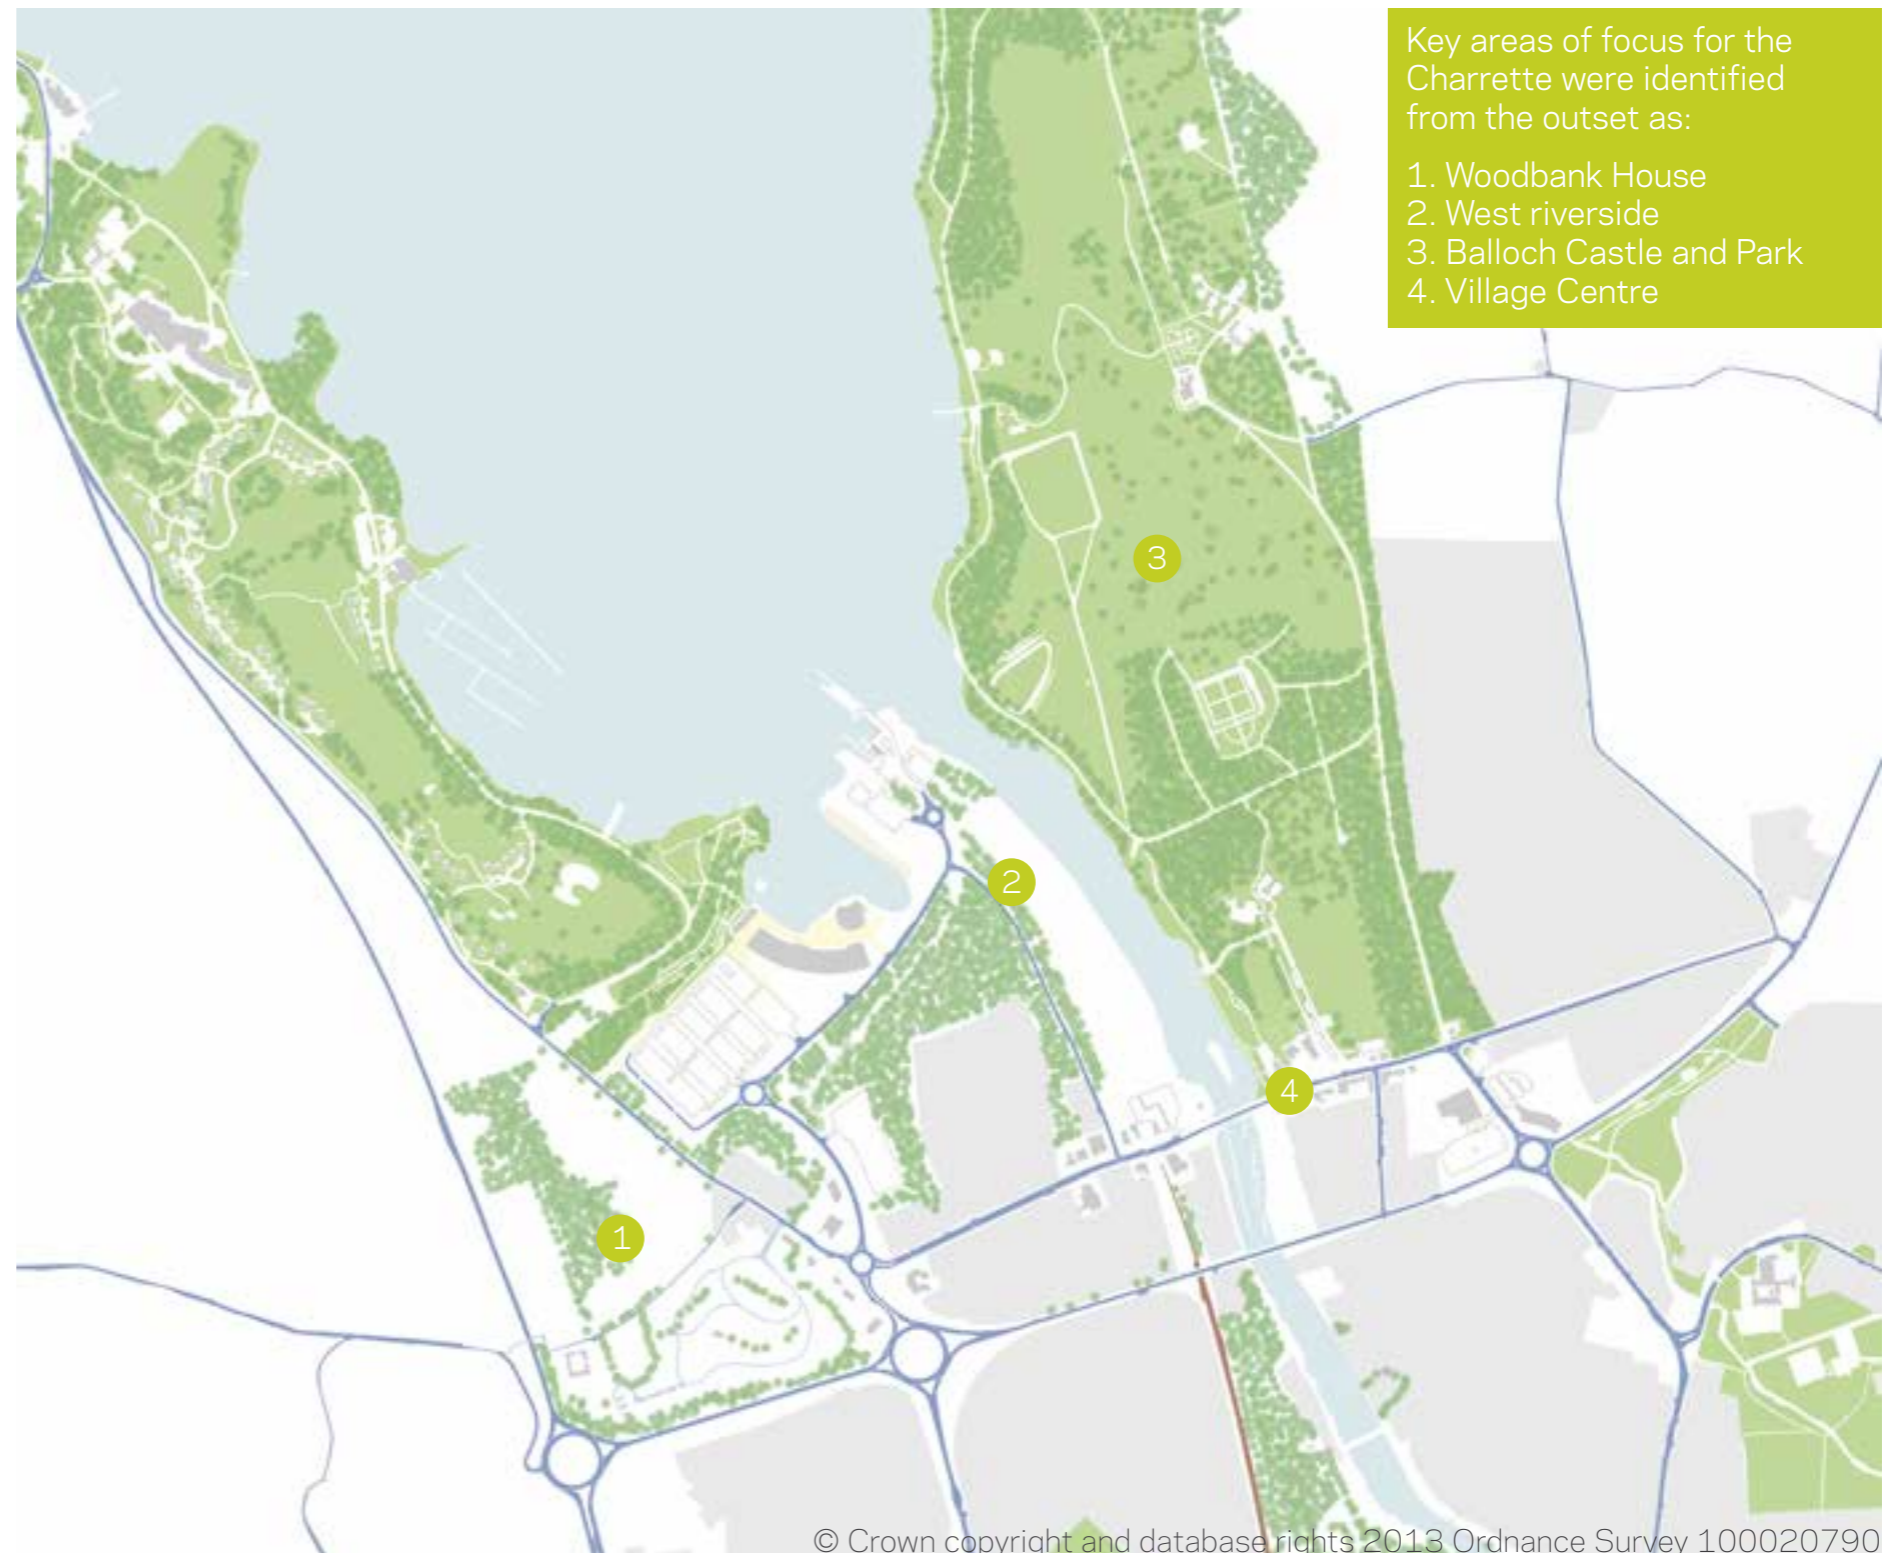 Key areas of focus for the
Charrette were identified
from the outset as:
1. Woodbank House
2. West riverside
3. Balloch Castle and Park
4. Village Centre
3
2
4
1
© Crown copyright and database rights 2013 Ordnance Survey 100020790